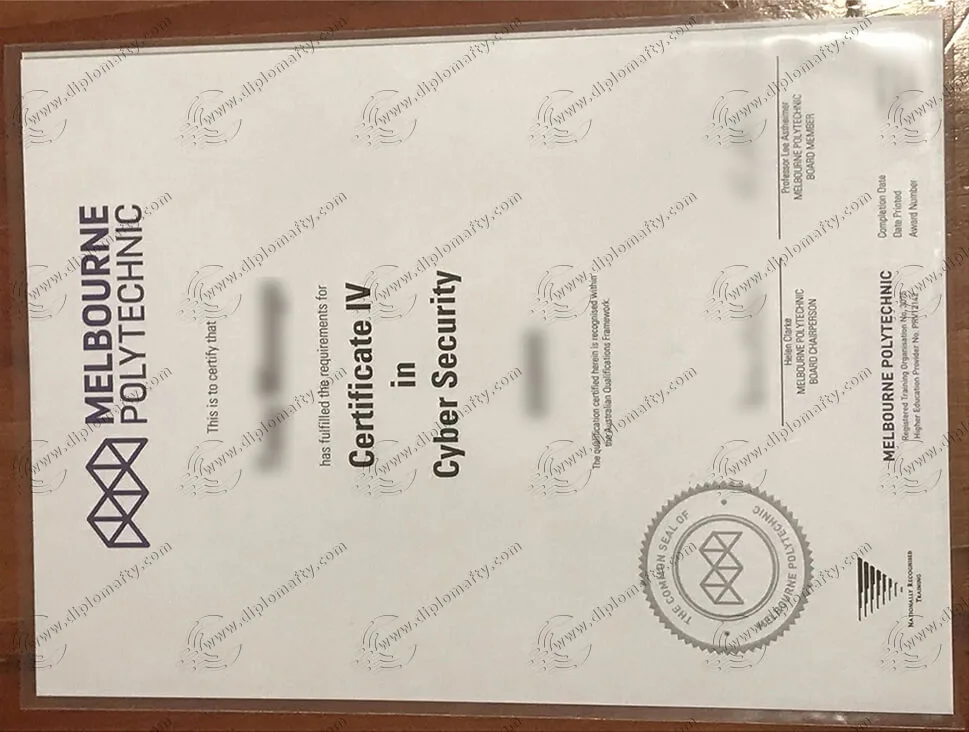 MELBOURNE
POLYTECHNIC
This is to certify that
has fulfilled the requirements for
Certificate IV
in
Cyber Security
The qualification certified herein is recognised within
the Australian Qualifications Framework.
Helen Clarke
MELBOURNE POLYTECHNIC
BOARD CHAIRPERSON
Professor Lee Astheimer
MELBOURNE POLYTECHNIC
BOARD MEMBER
THE COMMON SEAL OF
MELBOURNE POLYTECHNIC
NATIONALLY RECOGNISED
TRAINING
MELBOURNE POLYTECHNIC
Registered Training Organisation No. 3075
Higher Education Provider No. PRV12142
Completion Date
Date Printed
Award Number
www.diplomafty.com